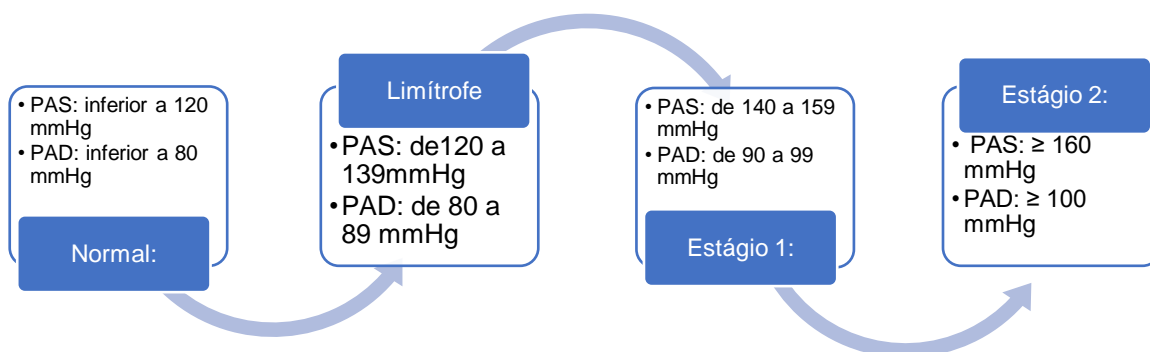 • PAS: inferior a 120
mmHg
• PAD: inferior a 80
mmHg
Normal:
Limítrofe
•PAS: de120 a
139mmHg
•PAD: de 80 a
89 mmHg
• PAS: de 140 a 159
mmHg
• PAD: de 90 a 99
mmHg
Estágio 1:
Estágio 2:
• PAS: ≥ 160
mmHg
• PAD: ≥ 100
mmHg